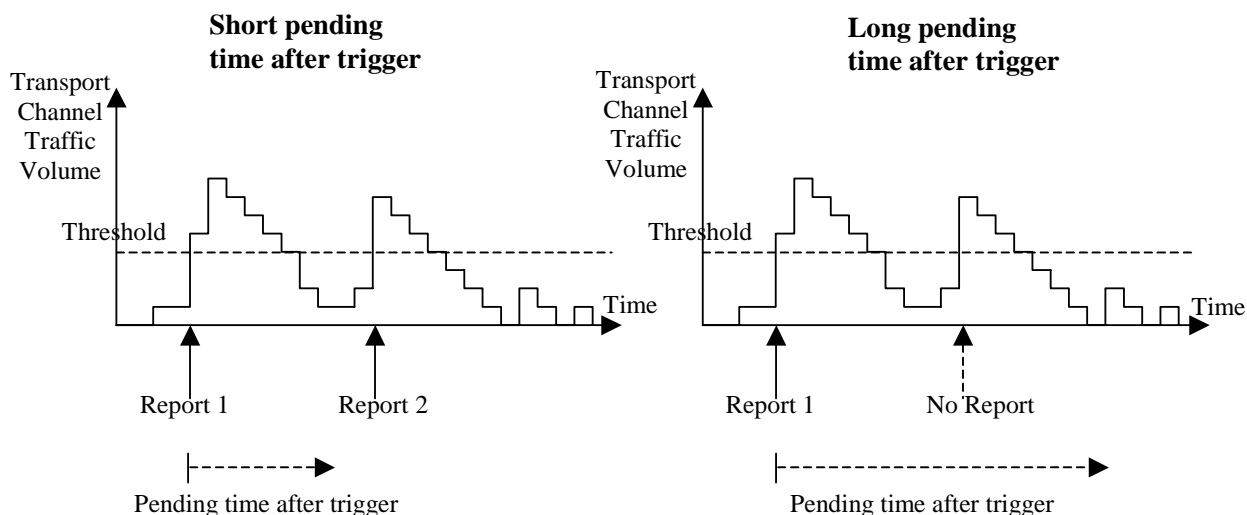 Short pending
time after trigger
Transport
Channel
Traffic
Volume
Threshold
Time
Report 1
Report 2
Pending time after trigger
Long pending
time after trigger
Transport
Channel
Traffic
Volume
Threshold
Time
Report 1
No Report
Pending time after trigger